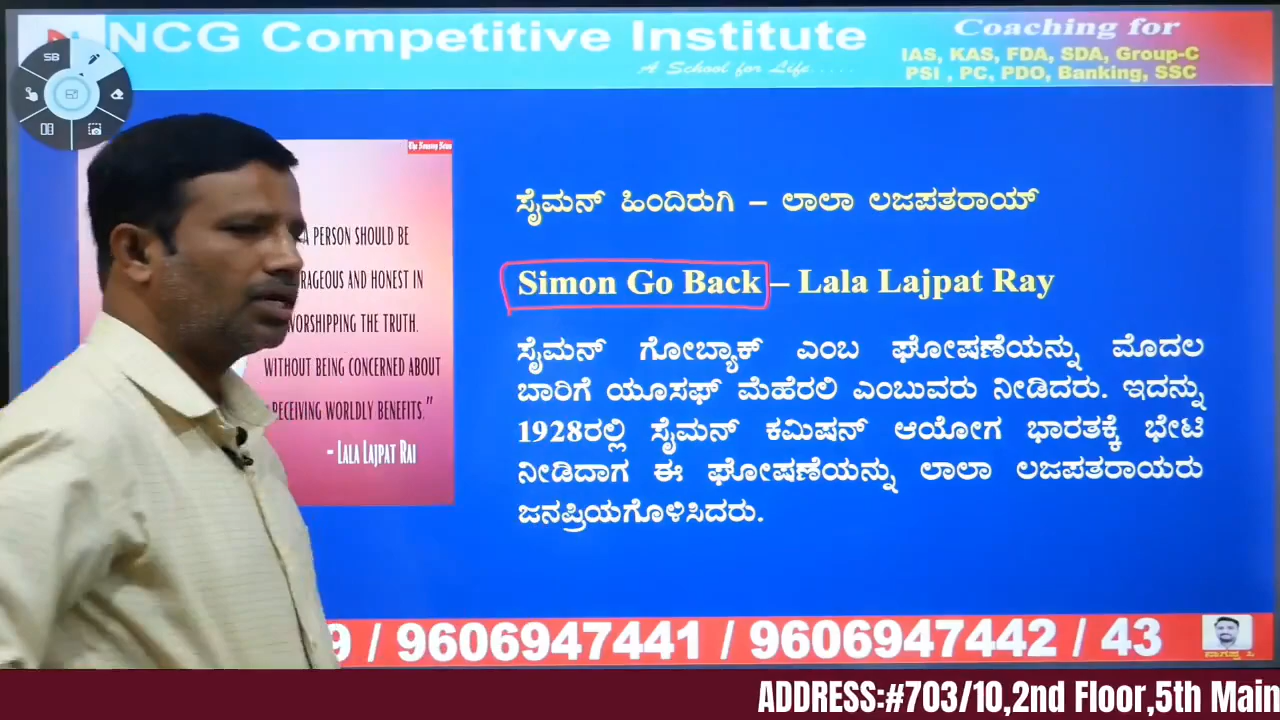 NCG Competitive Institute
A School for Life.....
Coaching for
IAS, KAS, FDA, SDA, Group-C
PSI , PC, PDO, Banking, SSC
SB
A PERSON SHOULD BE
RAGEOUS AND HONEST IN
WORSHIPPING THE TRUTH.
WITHOUT BEING CONCERNED ABOUT
RECEIVING WORLDLY BENEFITS."
- LALA LAJPAT RAI
ಸೈಮನ್ ಹಿಂದಿರುಗಿ – ಲಾಲಾ ಲಜಪತರಾಯ್
Simon Go Back – Lala Lajpat Ray
ಸೈಮನ್ ಗೋಬ್ಯಾಕ್ ಎಂಬ ಘೋಷಣೆಯನ್ನು ಮೊದಲ
ಬಾರಿಗೆ ಯೂಸಫ್ ಮೆಹೆರಲಿ ಎಂಬುವರು ನೀಡಿದರು. ಇದನ್ನು
1928ರಲ್ಲಿ ಸೈಮನ್ ಕಮಿಷನ್ ಆಯೋಗ ಭಾರತಕ್ಕೆ ಭೇಟಿ
ನೀಡಿದಾಗ ಈ ಘೋಷಣೆಯನ್ನು ಲಾಲಾ ಲಜಪತರಾಯರು
ಜನಪ್ರಿಯಗೊಳಿಸಿದರು.
9 / 9606947441 / 9606947442 / 43
ADDRESS:#703/10,2nd Floor,5th Main